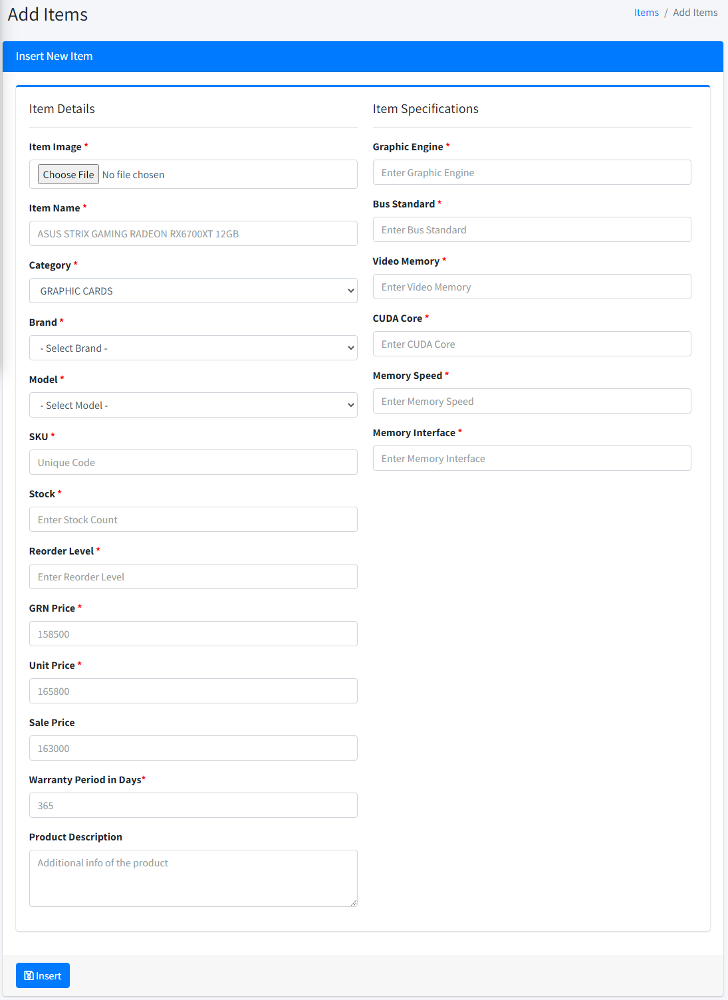 Add Items
Items / Add Items
Insert New Item
Item Details
Item Image *
Choose File No file chosen
Item Name *
ASUS STRIX GAMING RADEON RX6700XT 12GB
Category *
GRAPHIC CARDS
Brand *
- Select Brand -
Model *
- Select Model -
SKU *
Unique Code
Stock *
Enter Stock Count
Reorder Level *
Enter Reorder Level
GRN Price *
158500
Unit Price *
165800
Sale Price
163000
Warranty Period in Days*
365
Product Description
Additional info of the product
Item Specifications
Graphic Engine *
Enter Graphic Engine
Bus Standard *
Enter Bus Standard
Video Memory *
Enter Video Memory
CUDA Core *
Enter CUDA Core
Memory Speed *
Enter Memory Speed
Memory Interface *
Enter Memory Interface
Insert